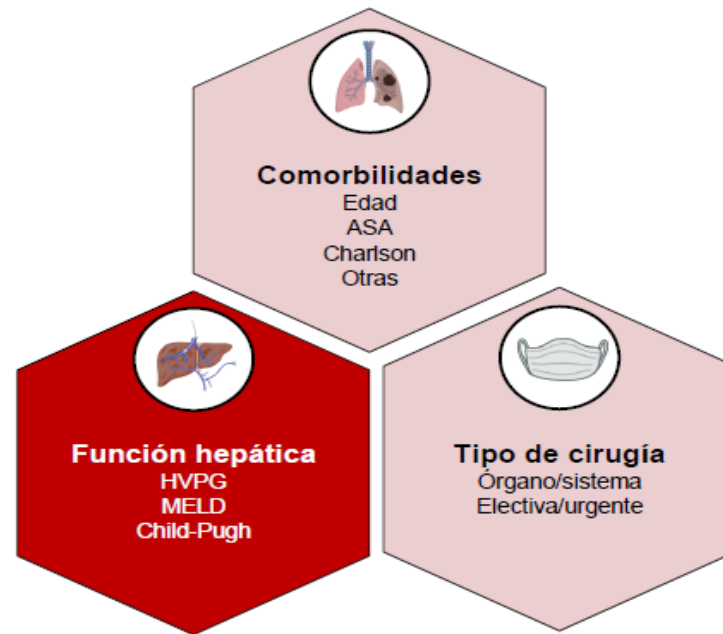 Comorbilidades
Edad
ASA
Charlson
Otras
Función hepática
HVPG
MELD
Child-Pugh
Tipo de cirugía
Órgano/sistema
Electiva/urgente